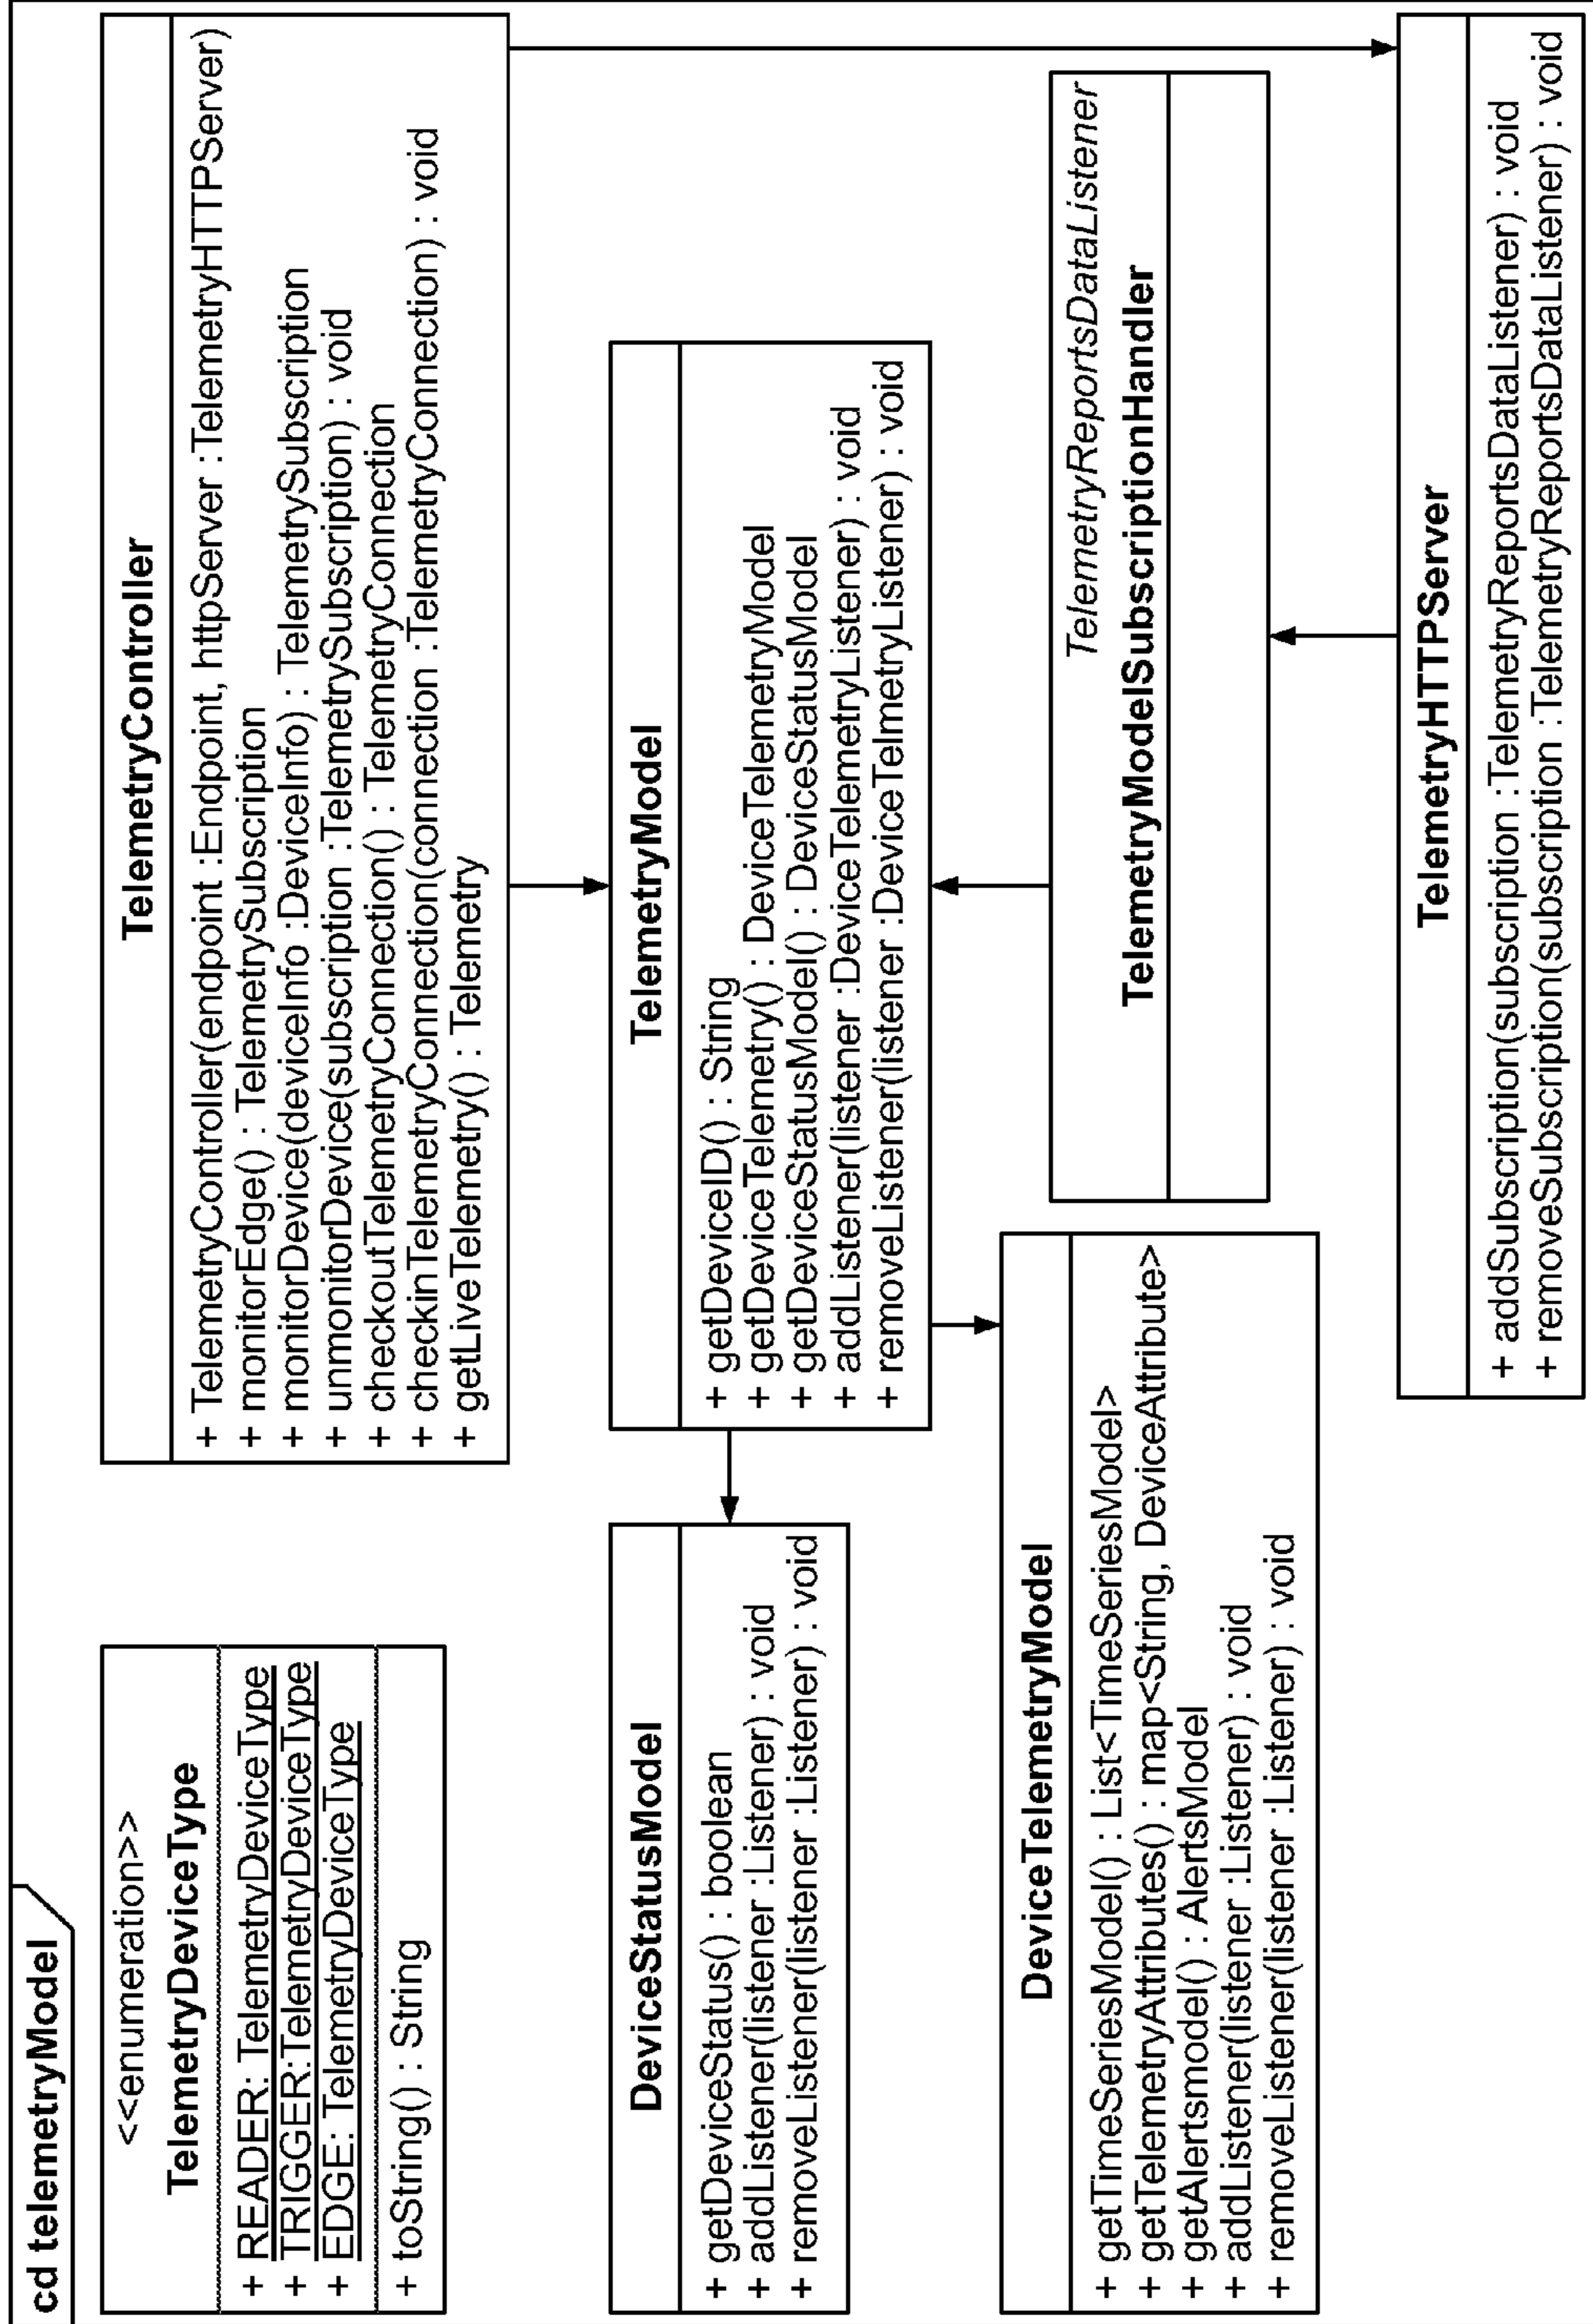 cd telemetryModel
<<enumeration>>
TelemetryDeviceType
+ READER: TelemetryDeviceType
+ TRIGGER:TelemetryDeviceType
+ EDGE: TelemetryDeviceType
+ toString() : String
TelemetryController
+ TelemetryController(endpoint :Endpoint, httpServer :TelemetryHTTPServer)
+ monitorEdge() : TelemetrySubscription
+ monitorDevice(deviceInfo :DeviceInfo) : TelemetrySubscription
+ unmonitorDevice(subscription :TelemetrySubscription) : void
+ checkoutTelemetryConnection() : TelemetryConnection
+ checkinTelemetryConnection(connection :TelemetryConnection) : void
+ getLiveTelemetry() : Telemetry
DeviceStatusModel
+ getDeviceStatus() : boolean
+ addListener(listener :Listener) : void
+ removeListener(listener :Listener) : void
TelemetryModel
+ getDeviceID() : String
+ getDeviceTelemetry() : DeviceTelemetryModel
+ getDeviceStatusModel() : DeviceStatusModel
+ addListener(listener :DeviceTelemetryListener) : void
+ removeListener(listener :DeviceTelmetryListener) : void
DeviceTelemetryModel
+ getTimeSeriesModel() : List<TimeSeriesModel>
+ getTelemetryAttributes() : map<String, DeviceAttribute>
+ getAlertsmodel() : AlertsModel
+ addListener(listener :Listener) : void
+ removeListener(listener :Listener) : void
TelemetryReportsDataListener
TelemetryModelSubscriptionHandler
TelemetryHTTPServer
+ addSubscription(subscription :TelemetryReportsDataListener) : void
+ removeSubscription(subscription :TelemetryReportsDataListener) : void